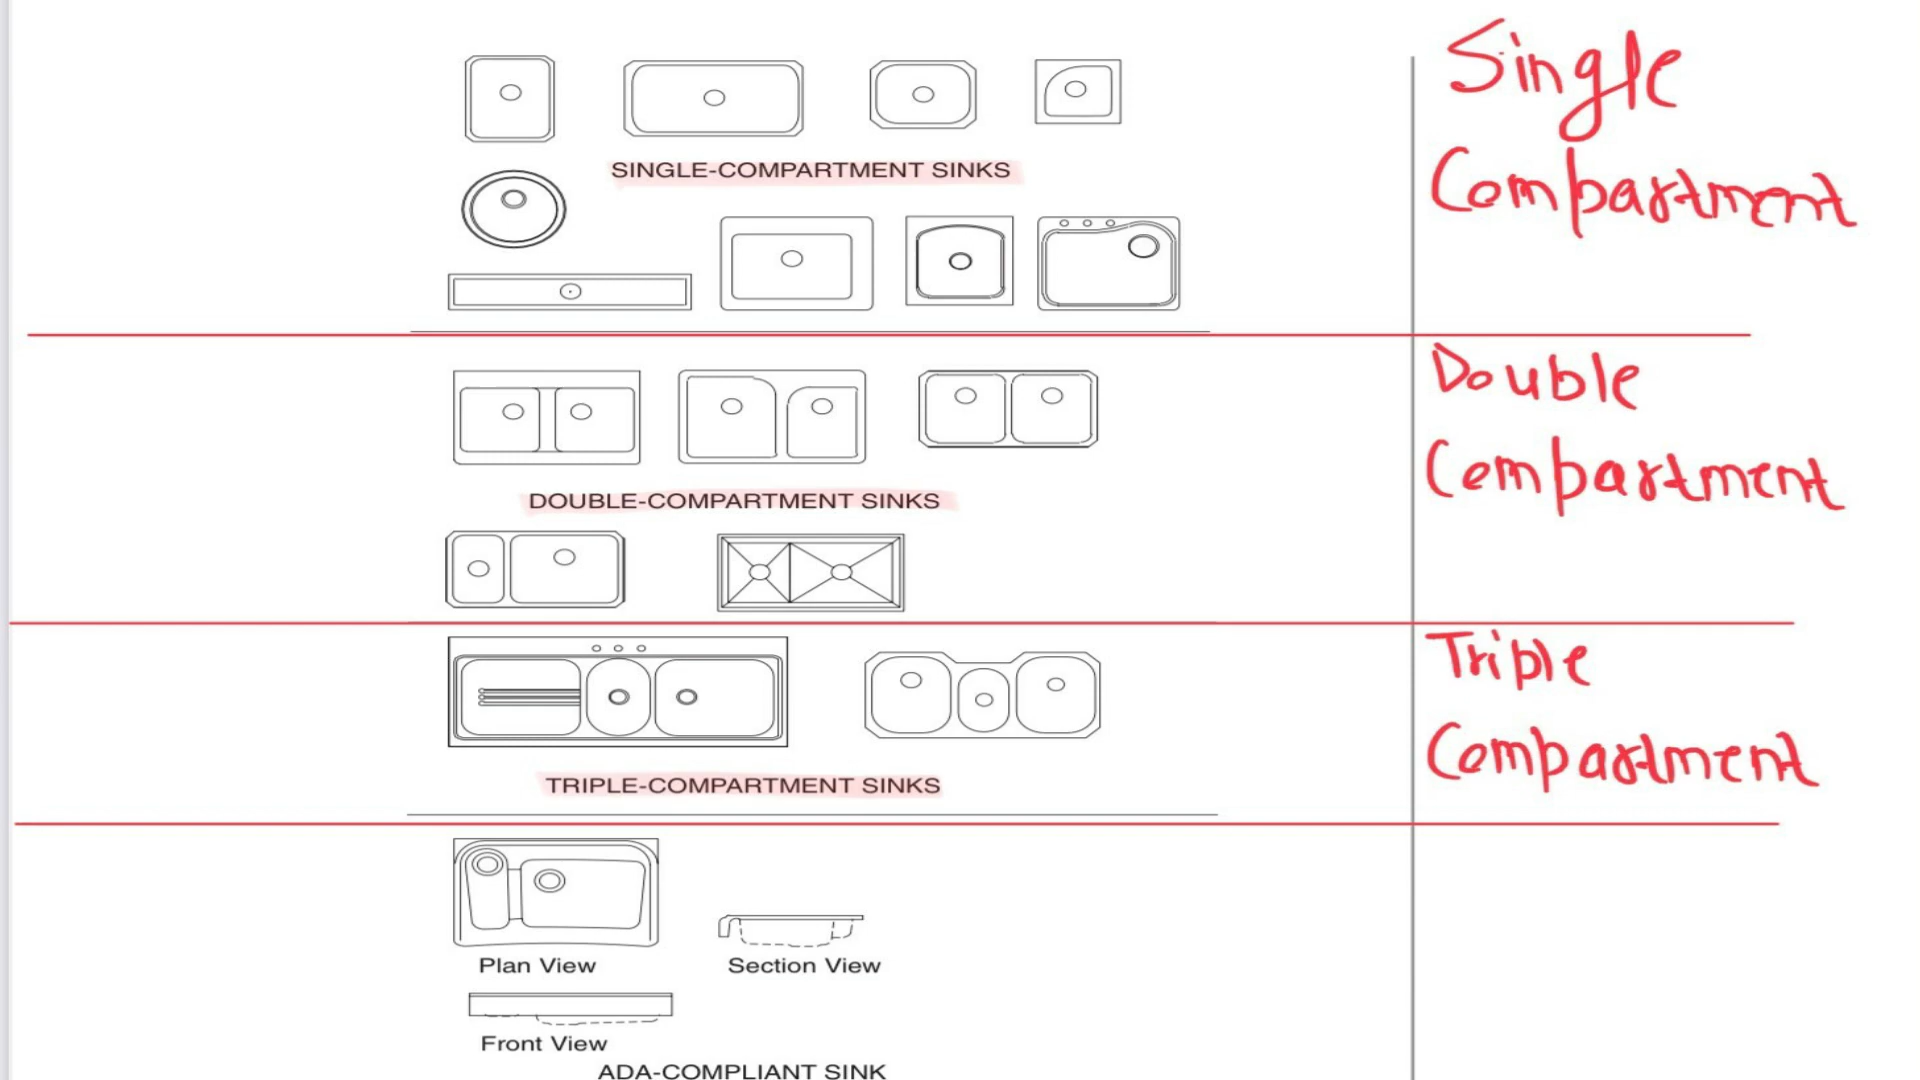 SINGLE-COMPARTMENT SINKS
Single
Compartment
DOUBLE-COMPARTMENT SINKS
Double
Compartment
TRIPLE-COMPARTMENT SINKS
Triple
Compartment
Plan View
Section View
Front View
ADA-COMPLIANT SINK